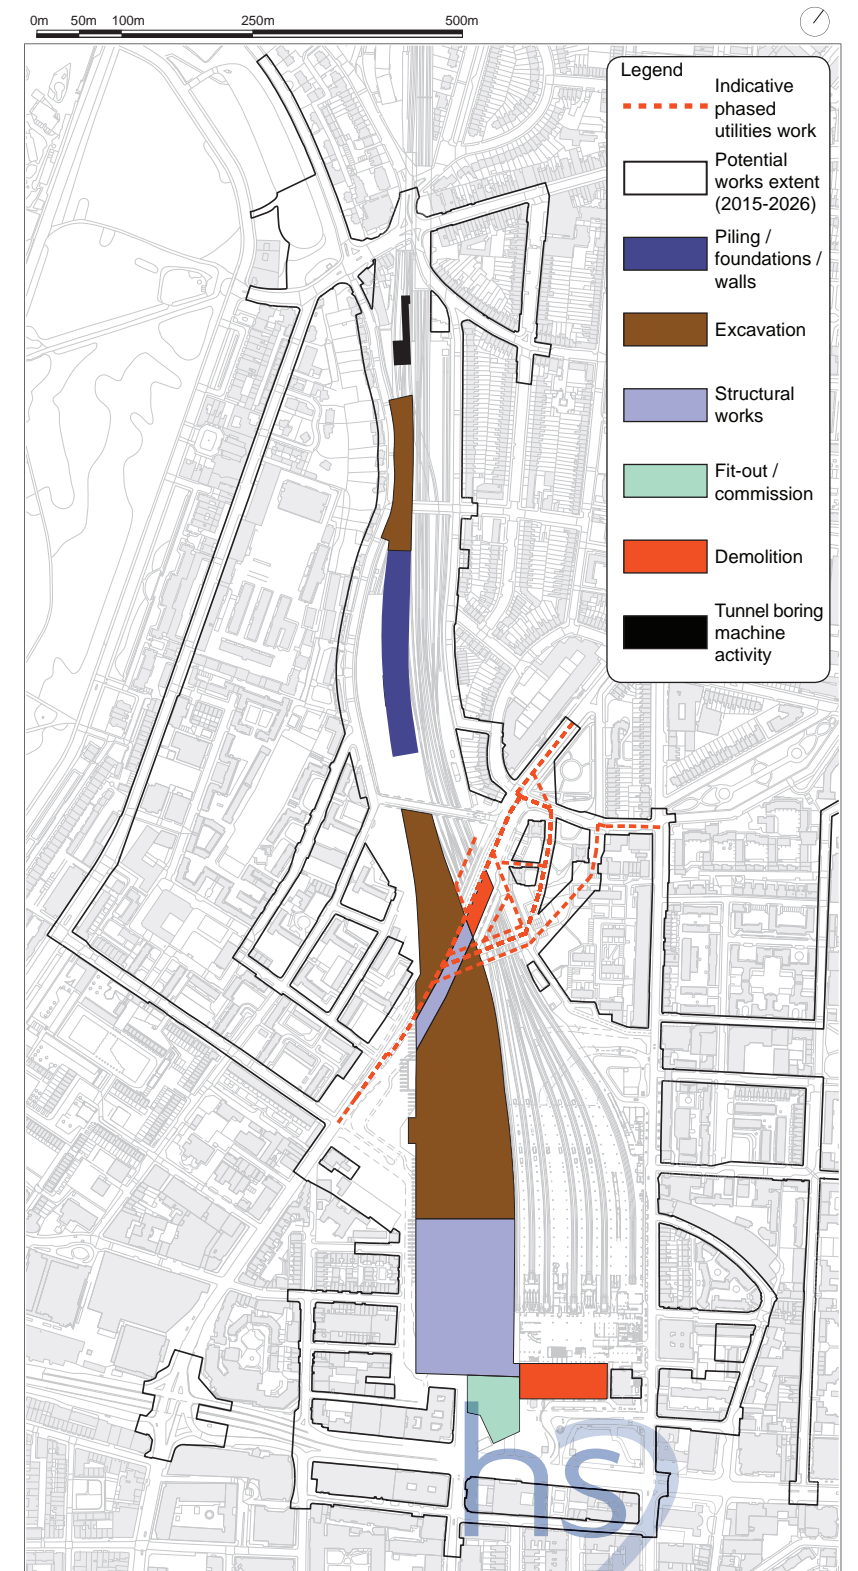 0m 50m 100m 250m 500m
Legend
Indicative
phased
utilities work
Potential
works extent
(2015-2026)
Piling /
foundations /
walls
Excavation
Structural
works
Fit-out /
commission
Demolition
Tunnel boring
machine
activity
hs